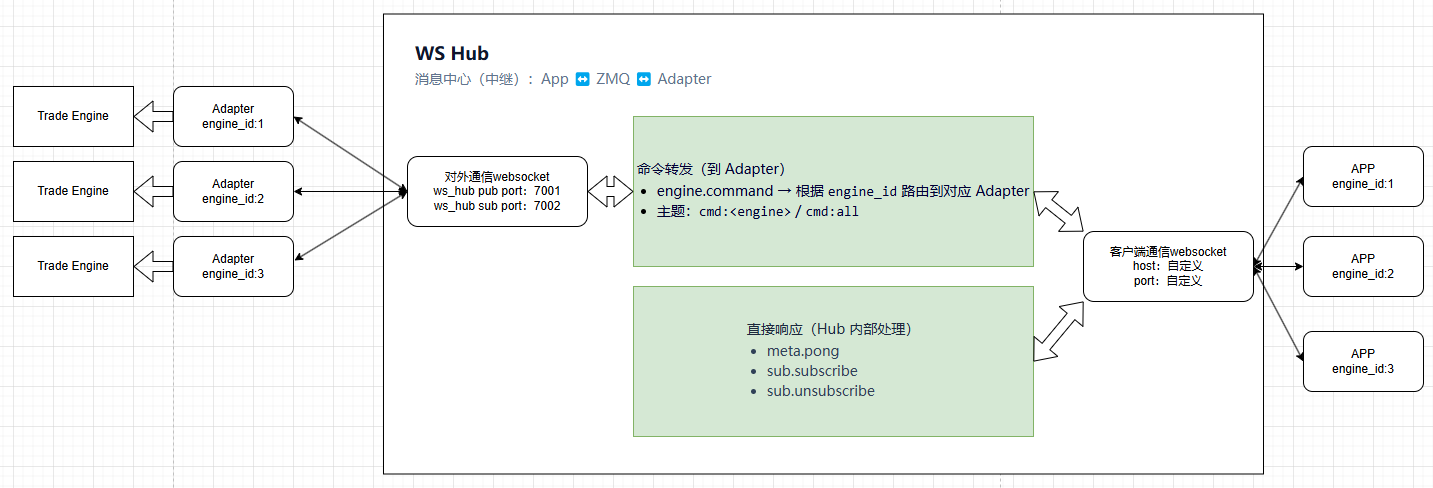 WS Hub
消息中心（中继）：App ↔️ ZMQ ↔️ Adapter
Trade Engine
Adapter
engine_id:1
Trade Engine
Adapter
engine_id:2
Trade Engine
Adapter
engine_id:3
对外通信websocket
ws_hub pub port：7001
ws_hub sub port：7002
命令转发（到 Adapter）
• engine.command → 根据 engine_id 路由到对应 Adapter
• 主题：cmd:<engine> / cmd:all
直接响应（Hub 内部处理）
• meta.pong
• sub.subscribe
• sub.unsubscribe
客户端通信websocket
host：自定义
port：自定义
APP
engine_id:1
APP
engine_id:2
APP
engine_id:3